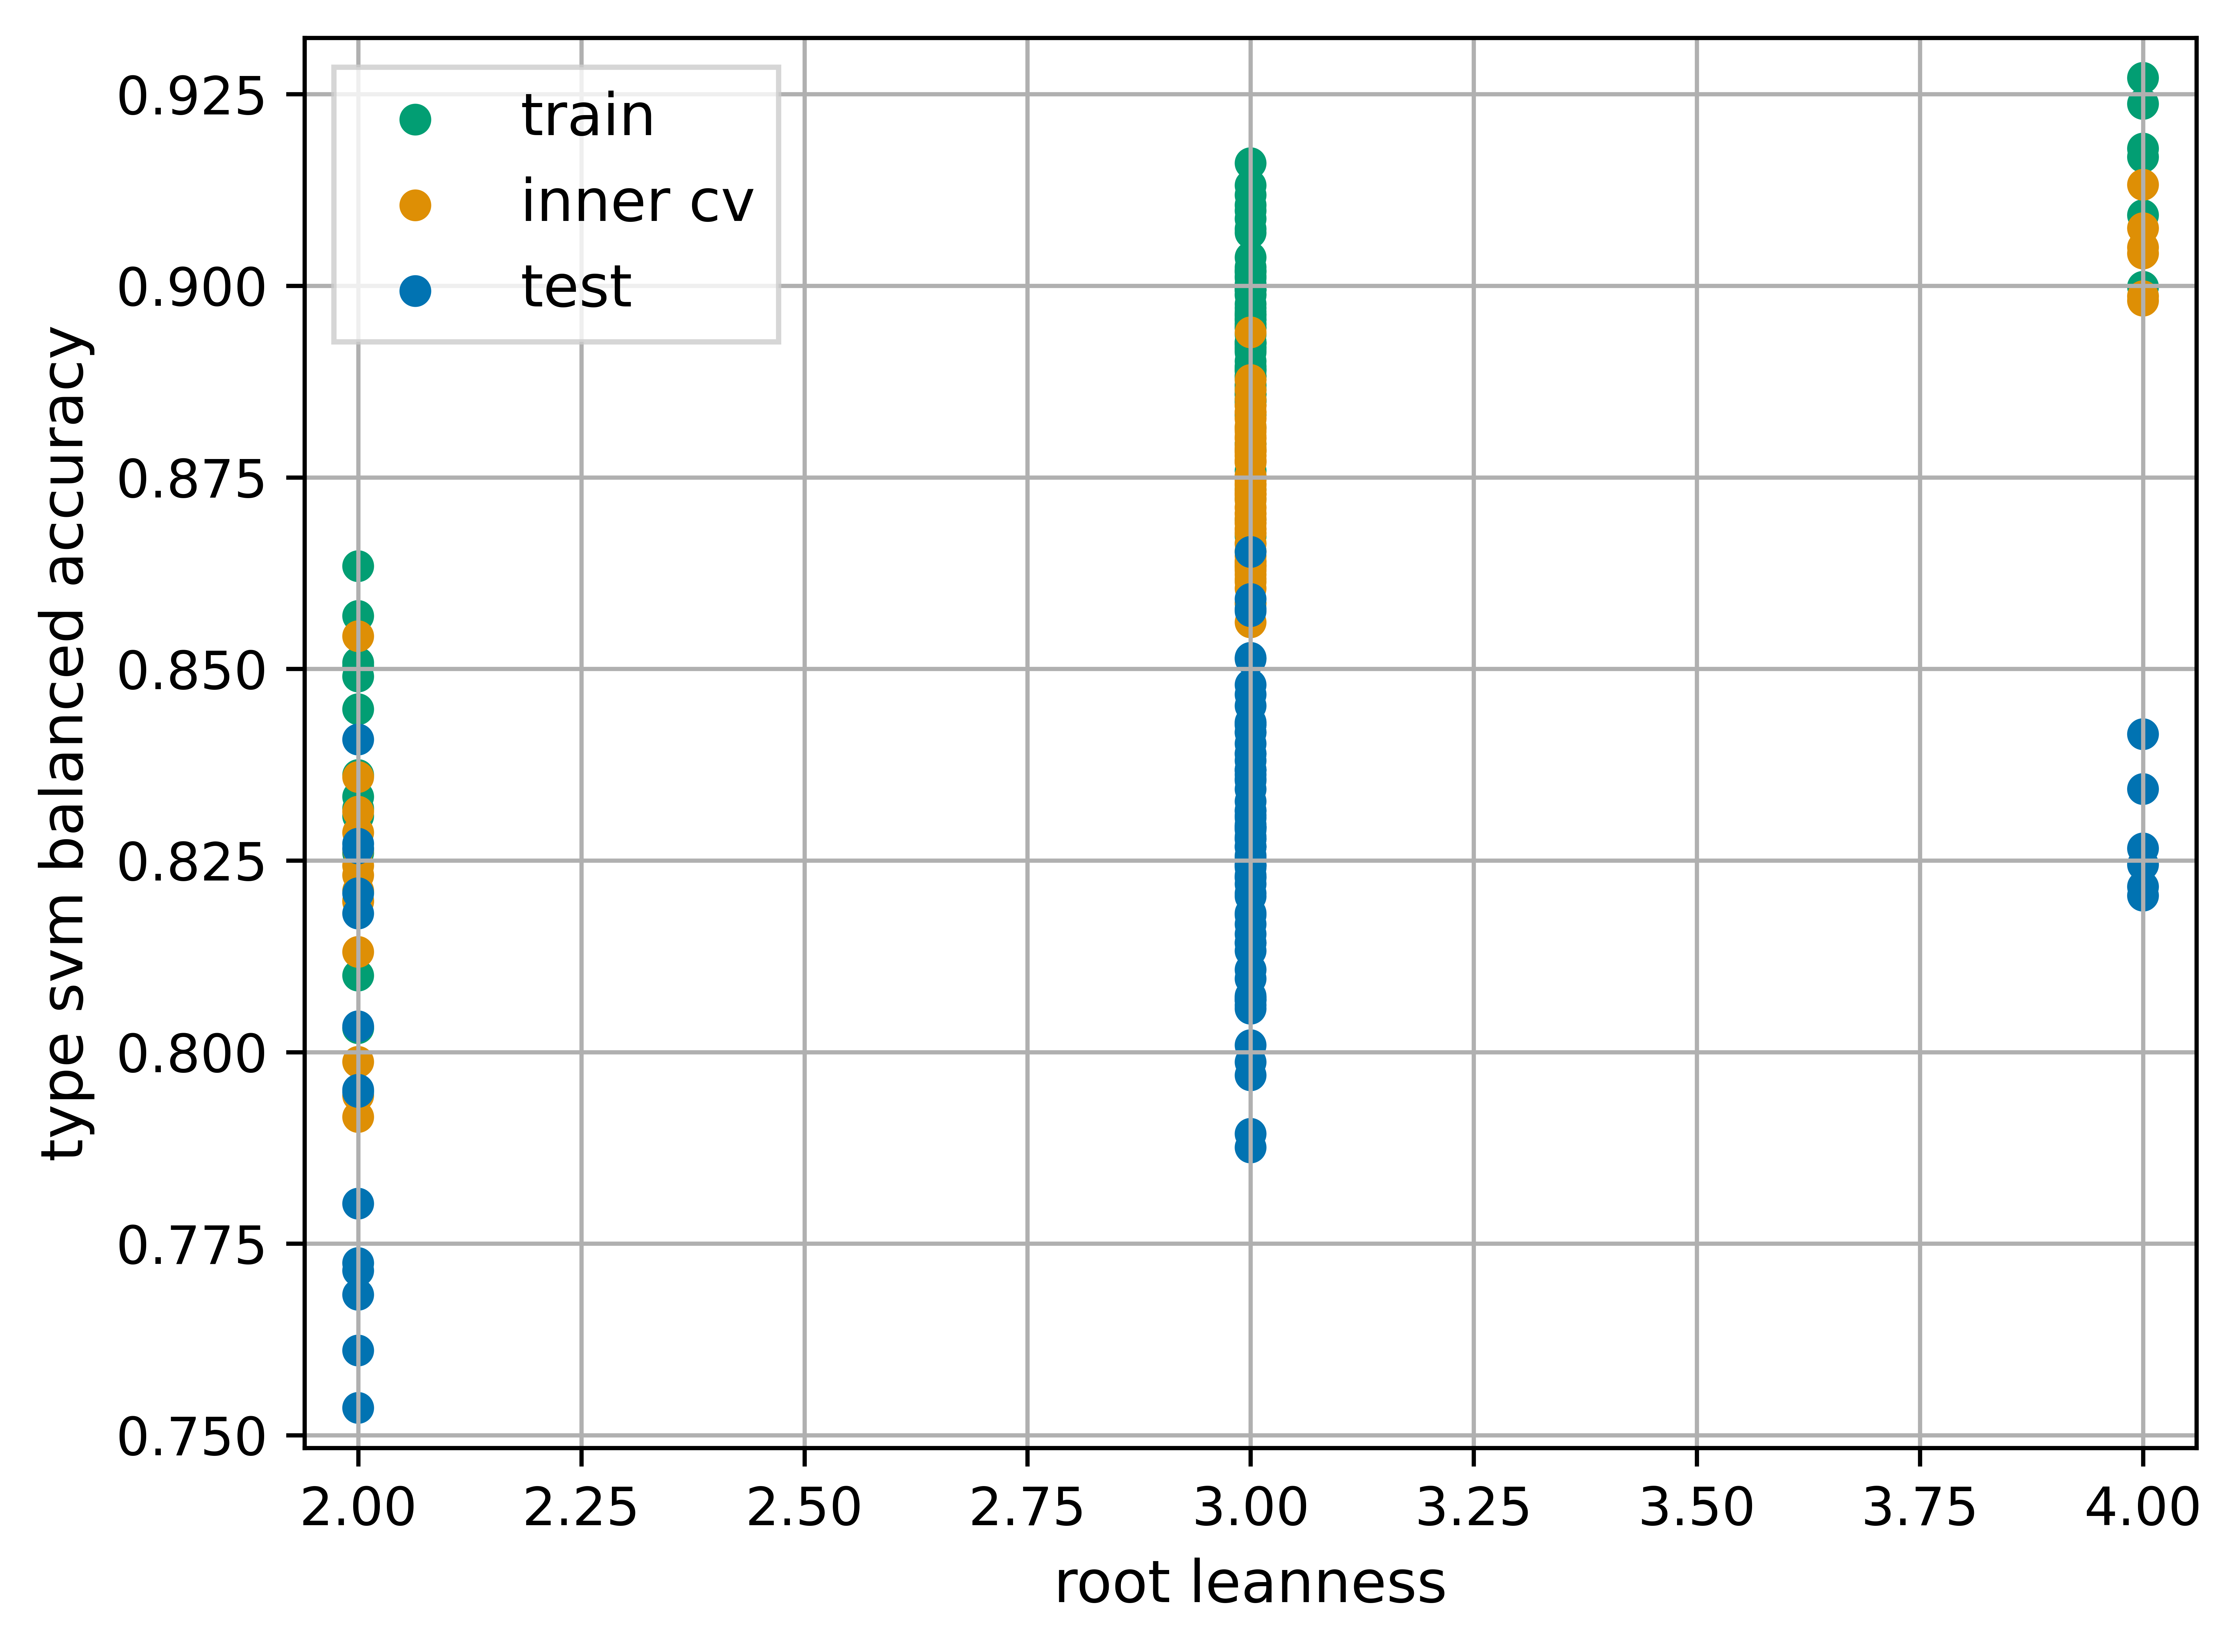 type svm balanced accuracy
0.925
0.900
0.875
0.850
0.825
0.800
0.775
0.750
train
inner cv
test
2.00 2.25 2.50 2.75 3.00 3.25 3.50 3.75 4.00
root leanness